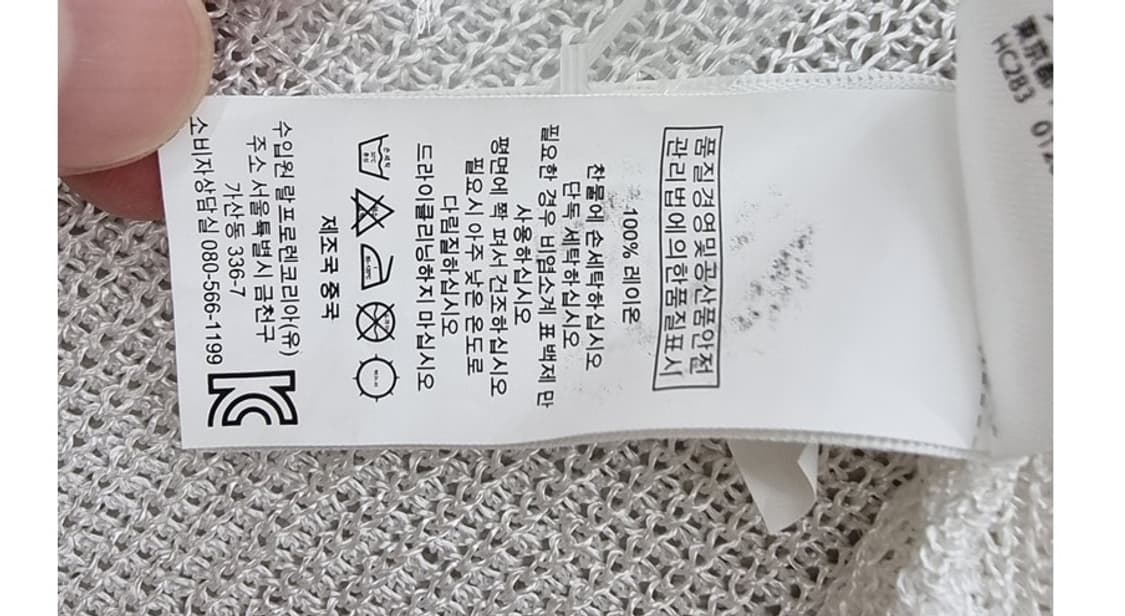 품질경영및공산품안전
관리법에의한품질표시
100% 레이온
찬물에 손세탁하십시오
단독 세탁하십시오
필요한 경우 비염소계 표백제 만
사용하십시오
평면에 쫙 펴서 건조하십시오
필요시 아주 낮은 온도로
다림질하십시오
드라이클리닝하지 마십시오
제조국 중국
수입원 랄프로렌코리아(유)
주소 서울특별시 금천구
가산동 336-7
소비자상담실 080-566-1199
東京都
HC283